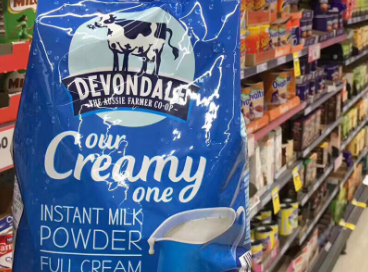 DEVONDALE
THE AUSSIE FARMER CO-OP
our
Creamy
one
INSTANT MILK
POWDER
FULL CREAM